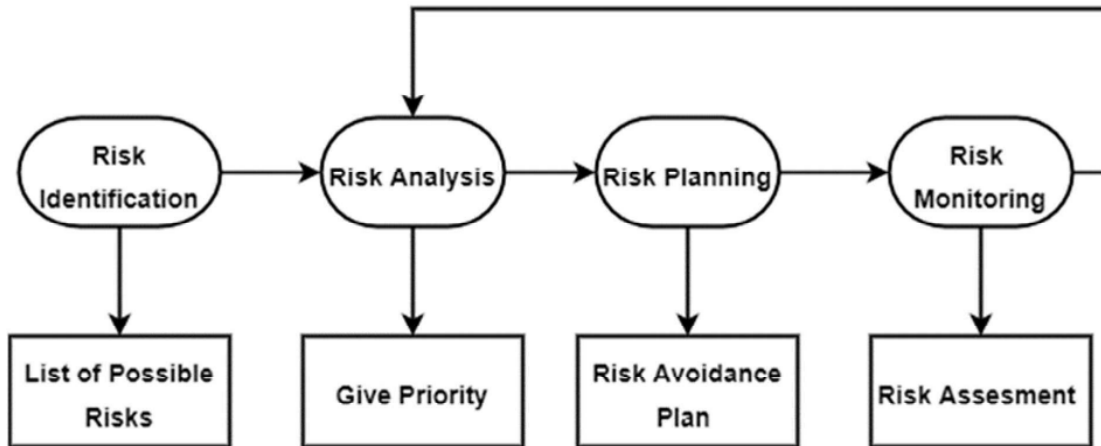 Risk
Identification
Risk Analysis
Risk Planning
Risk
Monitoring
List of Possible
Risks
Give Priority
Risk Avoidance
Plan
Risk Assesment